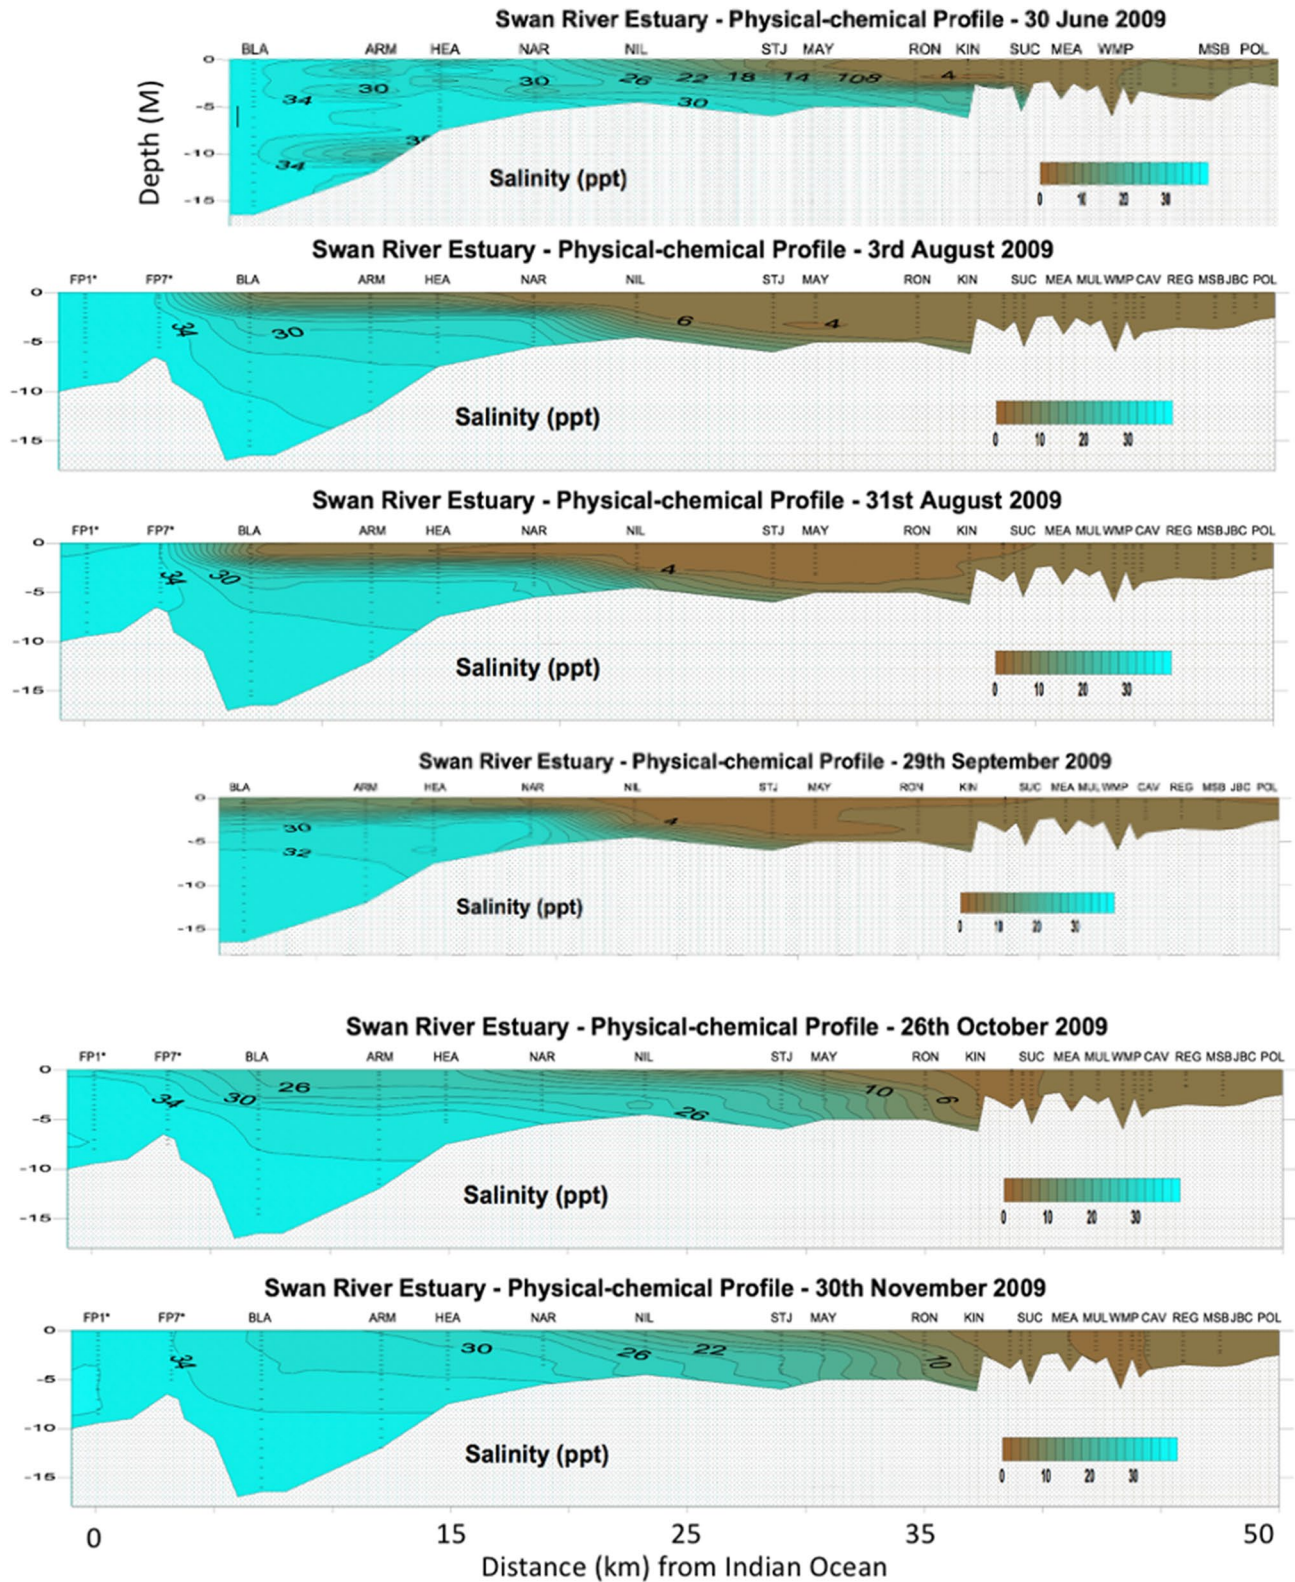 Swan River Estuary - Physical-chemical Profile - 30 June 2009
BLA ARM HEA NAR NIL STJ MAY RON KIN SUC MEA WMP MSB POL
0
-5
-10
-15
Depth (M)
34 30 30 26 22 18 14 10 8 4
30
34
Salinity (ppt)
0 10 20 30
Swan River Estuary - Physical-chemical Profile - 3rd August 2009
FP1* FP7* BLA ARM HEA NAR NIL STJ MAY RON KIN SUC MEA MUL WMP CAV REG MSB JBC POL
0
-5
-10
-15
34 30 6 4
Salinity (ppt)
0 10 20 30
Swan River Estuary - Physical-chemical Profile - 31st August 2009
FP1* FP7* BLA ARM HEA NAR NIL STJ MAY RON KIN SUC MEA MUL WMP CAV REG MSB JBC POL
0
-5
-10
-15
34 30 4
Salinity (ppt)
0 10 20 30
Swan River Estuary - Physical-chemical Profile - 29th September 2009
BLA ARM HEA NAR NIL STJ MAY RON KIN SUC MEA MUL WMP CAV REG MSB JBC POL
0
-5
-10
-15
30 4
32
Salinity (ppt)
0 10 20 30
Swan River Estuary - Physical-chemical Profile - 26th October 2009
FP1* FP7* BLA ARM HEA NAR NIL STJ MAY RON KIN SUC MEA MUL WMP CAV REG MSB JBC POL
0
-5
-10
-15
34 30 26 26 10 6
Salinity (ppt)
0 10 20 30
Swan River Estuary - Physical-chemical Profile - 30th November 2009
FP1* FP7* BLA ARM HEA NAR NIL STJ MAY RON KIN SUC MEA MUL WMP CAV REG MSB JBC POL
0
-5
-10
-15
34 30 26 22 10
Salinity (ppt)
0 10 20 30
0 15 25 35 50
Distance (km) from Indian Ocean